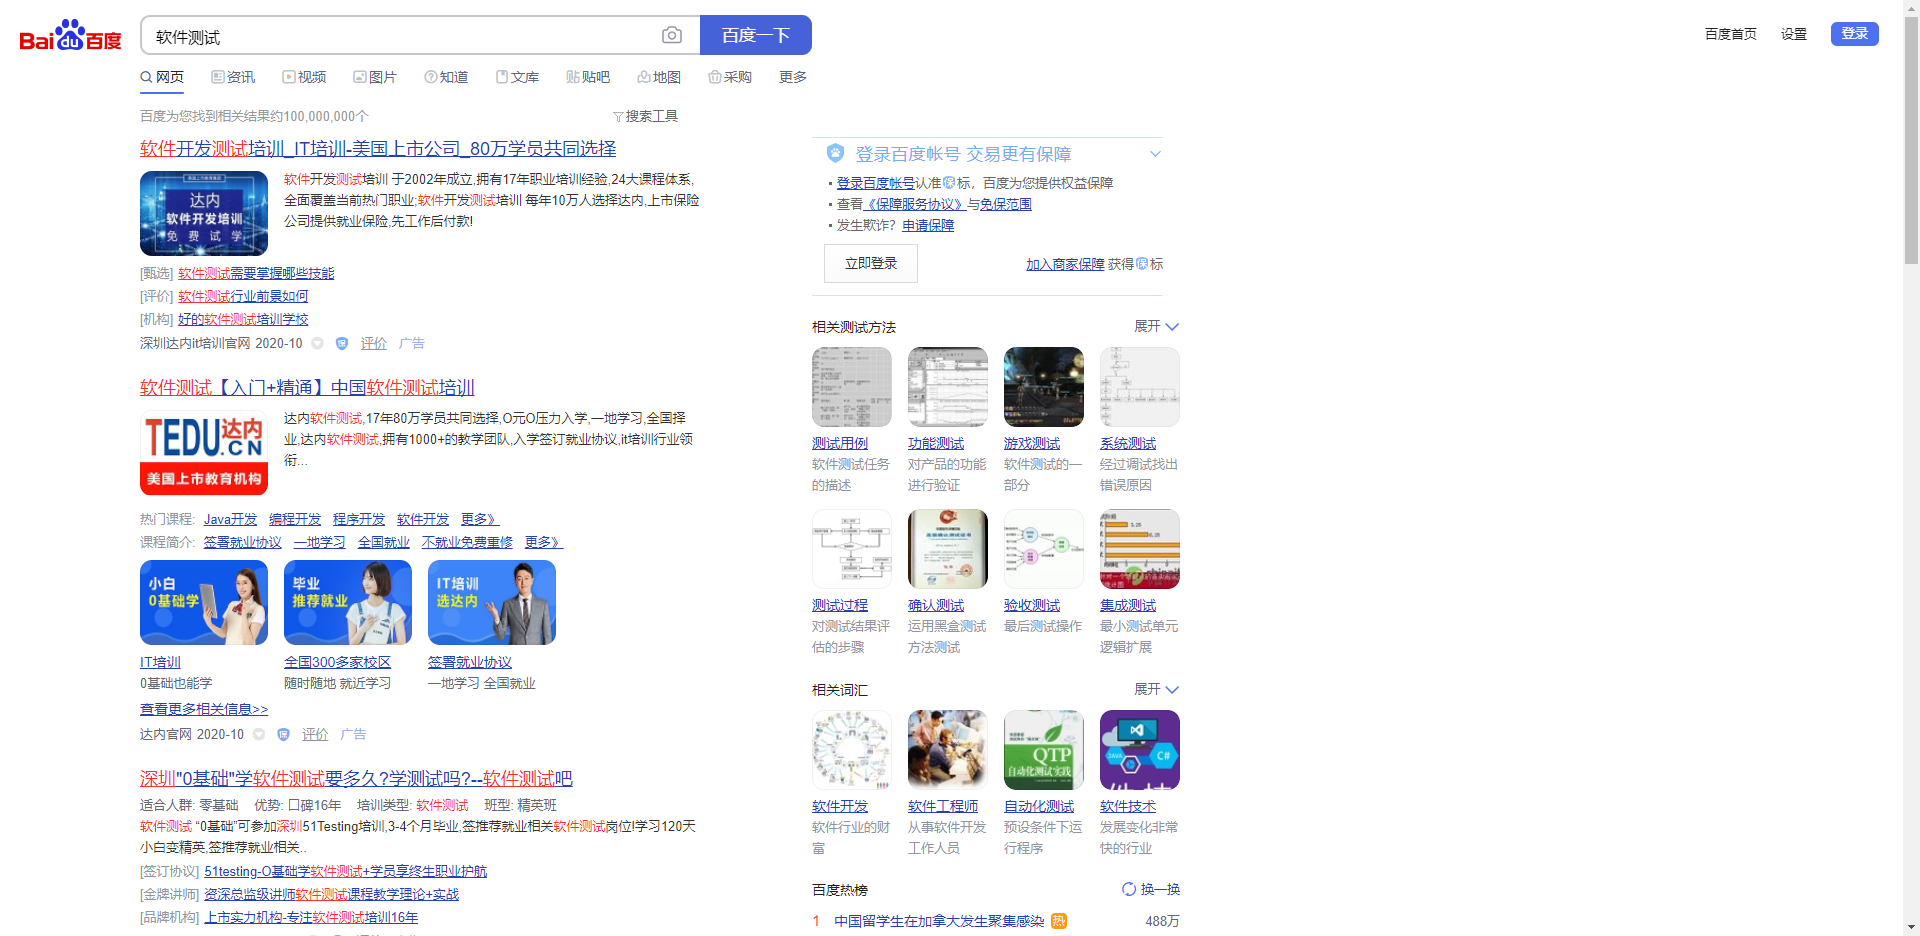 Bai du 百度
软件测试
百度一下
百度首页 设置 登录
网页 资讯 视频 图片 知道 文库 贴吧 地图 采购 更多
百度为您找到相关结果约100,000,000个
搜索工具
软件开发测试培训_IT培训-美国上市公司_80万学员共同选择
达内
软件开发培训
免费试学
软件开发测试培训 于2002年成立,拥有17年职业培训经验,24大课程体系,
全面覆盖当前热门职业;软件开发测试培训 每年10万人选择达内,上市保险
公司提供就业保险,先工作后付款!
[甄选] 软件测试需要掌握哪些技能
[评价] 软件测试行业前景如何
[机构] 好的软件测试培训学校
深圳达内it培训官网 2020-10 保 评价 广告
软件测试【入门+精通】中国软件测试培训
TEDU达内
.CN
美国上市教育机构
达内软件测试,17年80万学员共同选择,O元O压力入学,一地学习,全国择
业,达内软件测试,拥有1000+的教学团队,入学签订就业协议,it培训行业领
衔...
热门课程: Java开发 编程开发 程序开发 软件开发 更多》
课程简介: 签署就业协议 一地学习 全国就业 不就业免费重修 更多》
小白
0基础学
毕业
推荐就业
IT培训
选达内
IT培训
0基础也能学
全国300多家校区
随时随地 就近学习
签署就业协议
一地学习 全国就业
查看更多相关信息>>
达内官网 2020-10 保 评价 广告
深圳"0基础"学软件测试要多久?学测试吗?--软件测试吧
适合人群: 零基础 优势: 口碑16年 培训类型: 软件测试 班型: 精英班
软件测试 “0基础”可参加深圳51Testing培训,3-4个月毕业,签推荐就业相关软件测试岗位!学习120天
小白变精英,签推荐就业相关..
[签订协议] 51testing-O基础学软件测试+学员享终生职业护航
[金牌讲师] 资深总监级讲师软件测试课程教学理论+实战
[品牌机构] 上市实力机构-专注软件测试培训16年
登录百度帐号 交易更有保障
登录百度帐号认准保标，百度为您提供权益保障
查看《保障服务协议》与免保范围
发生欺诈？申请保障
立即登录
加入商家保障 获得保标
相关测试方法 展开
测试用例
软件测试任务
的描述
功能测试
对产品的功能
进行验证
游戏测试
软件测试的一
部分
系统测试
经过调试找出
错误原因
测试过程
对测试结果评
估的步骤
确认测试
运用黑盒测试
方法测试
验收测试
最后测试操作
集成测试
最小测试单元
逻辑扩展
相关词汇 展开
QTP
自动化测试实践
C#
软件开发
软件行业的财
富
软件工程师
从事软件开发
工作人员
自动化测试
预设条件下运
行程序
软件技术
发展变化非常
快的行业
百度热榜 换一换
1 中国留学生在加拿大发生聚集感染 热 488万